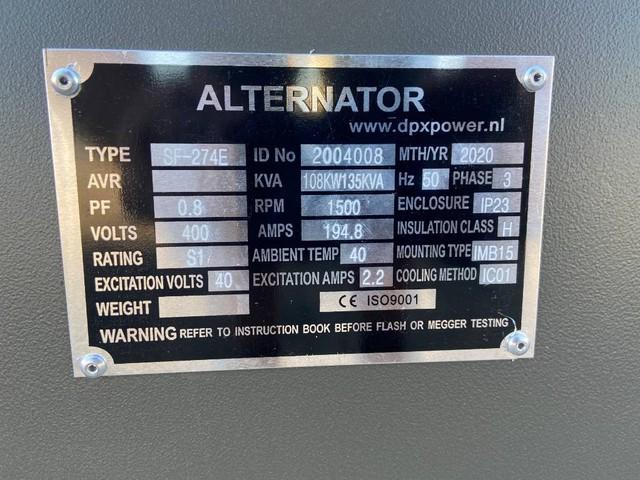 ALTERNATOR
www.dpxpower.nl
TYPE SF-274E ID No 2004008 MTH/YR 2020
AVR KVA 108KW135KVA Hz 50 PHASE 3
PF 0.8 RPM 1500 ENCLOSURE IP23
VOLTS 400 AMPS 194.8 INSULATION CLASS H
RATING S1 AMBIENT TEMP 40 MOUNTING TYPE IMB15
EXCITATION VOLTS 40 EXCITATION AMPS 2.2 COOLING METHOD IC01
WEIGHT CE ISO9001
WARNING REFER TO INSTRUCTION BOOK BEFORE FLASH OR MEGGER TESTING